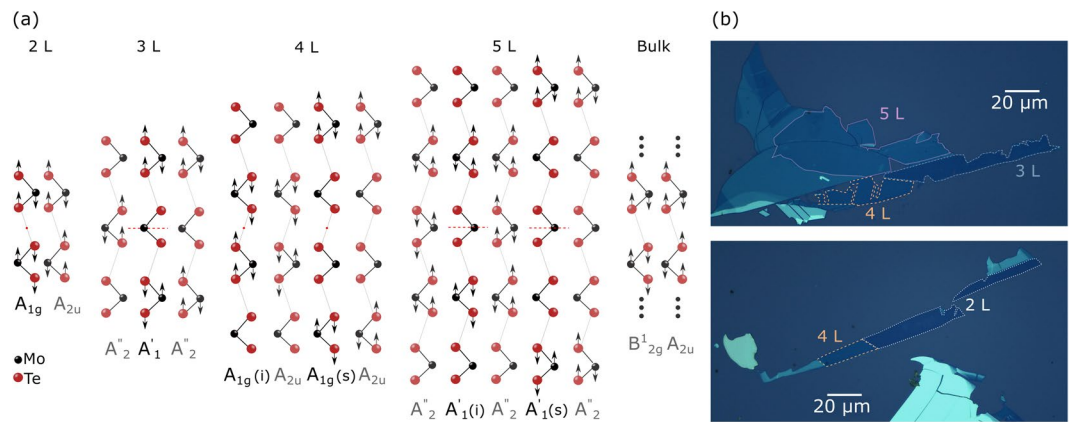 (a)
2 L
3 L
4 L
5 L
Bulk
A1g
A2u
A"2
A'1
A"2
A1g(i)
A2u
A1g(s)
A2u
A"2
A'1(i)
A"2
A'1(s)
A"2
B¹2g
A2u
Mo
Te
(b)
20 µm
5 L
3 L
4 L
2 L
4 L
20 µm